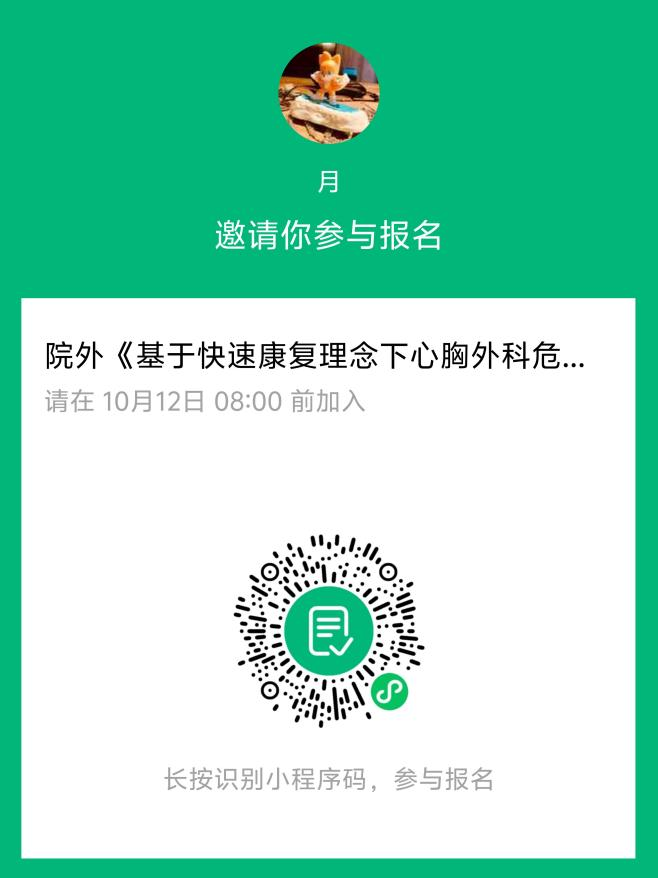 月
邀请你参与报名
院外《基于快速康复理念下心胸外科危...
请在 10月12日 08:00 前加入
长按识别小程序码，参与报名